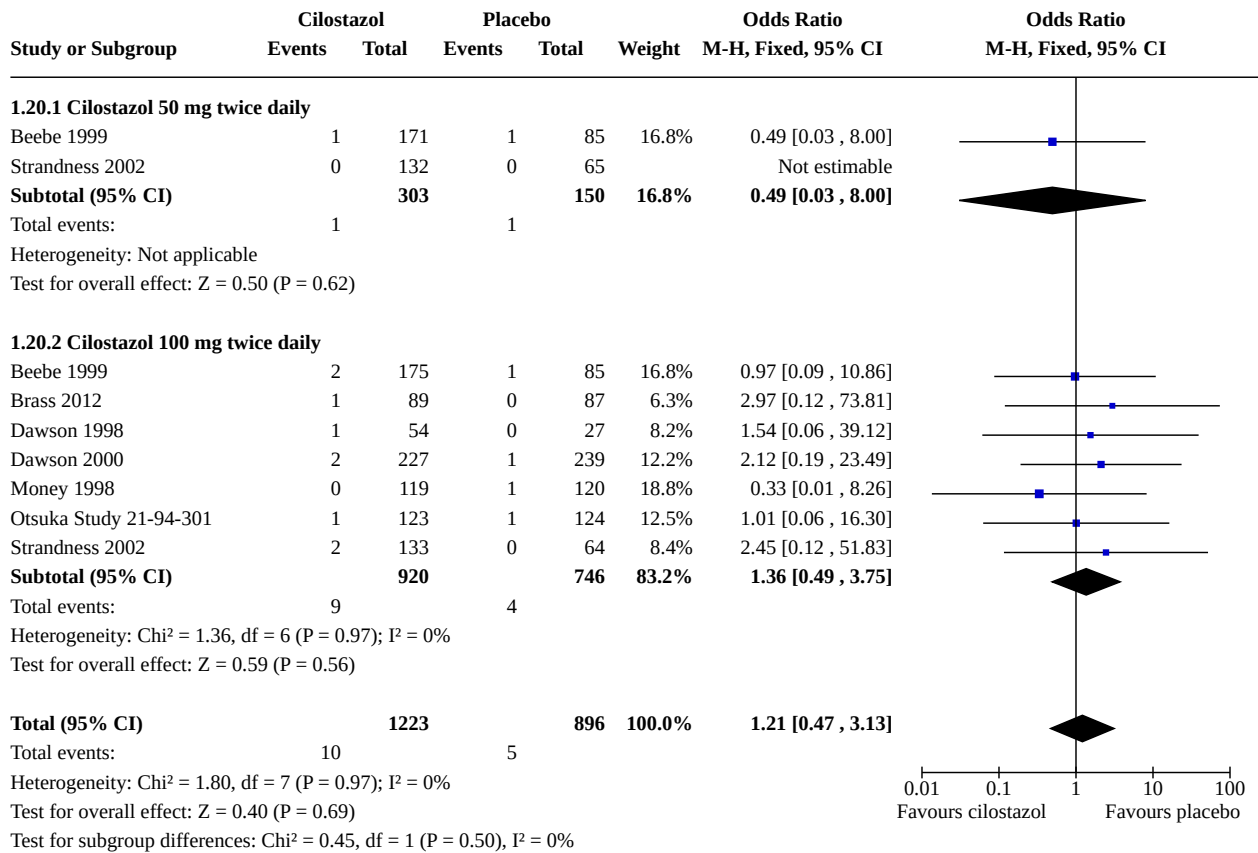 Cilostazol Placebo Odds Ratio Odds Ratio
Study or Subgroup Events Total Events Total Weight M-H, Fixed, 95% CI M-H, Fixed, 95% CI
1.20.1 Cilostazol 50 mg twice daily
Beebe 1999 1 171 1 85 16.8% 0.49 [0.03 , 8.00]
Strandness 2002 0 132 0 65 Not estimable
Subtotal (95% CI) 303 150 16.8% 0.49 [0.03 , 8.00]
Total events: 1 1
Heterogeneity: Not applicable
Test for overall effect: Z = 0.50 (P = 0.62)
1.20.2 Cilostazol 100 mg twice daily
Beebe 1999 2 175 1 85 16.8% 0.97 [0.09 , 10.86]
Brass 2012 1 89 0 87 6.3% 2.97 [0.12 , 73.81]
Dawson 1998 1 54 0 27 8.2% 1.54 [0.06 , 39.12]
Dawson 2000 2 227 1 239 12.2% 2.12 [0.19 , 23.49]
Money 1998 0 119 1 120 18.8% 0.33 [0.01 , 8.26]
Otsuka Study 21-94-301 1 123 1 124 12.5% 1.01 [0.06 , 16.30]
Strandness 2002 2 133 0 64 8.4% 2.45 [0.12 , 51.83]
Subtotal (95% CI) 920 746 83.2% 1.36 [0.49 , 3.75]
Total events: 9 4
Heterogeneity: Chi² = 1.36, df = 6 (P = 0.97); I² = 0%
Test for overall effect: Z = 0.59 (P = 0.56)
Total (95% CI) 1223 896 100.0% 1.21 [0.47 , 3.13]
Total events: 10 5
Heterogeneity: Chi² = 1.80, df = 7 (P = 0.97); I² = 0%
Test for overall effect: Z = 0.40 (P = 0.69)
Test for subgroup differences: Chi² = 0.45, df = 1 (P = 0.50), I² = 0%
0.01 0.1 1 10 100
Favours cilostazol Favours placebo